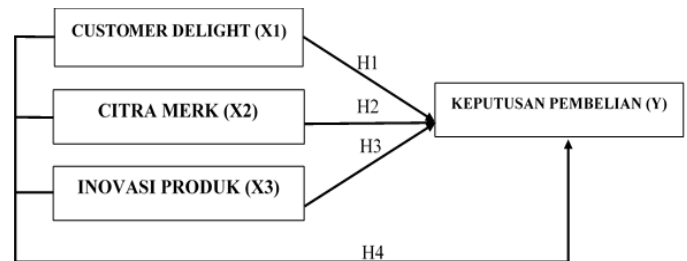 CUSTOMER DELIGHT (X1)
H1
CITRA MERK (X2)
H2
KEPUTUSAN PEMBELIAN (Y)
H3
INOVASI PRODUK (X3)
H4